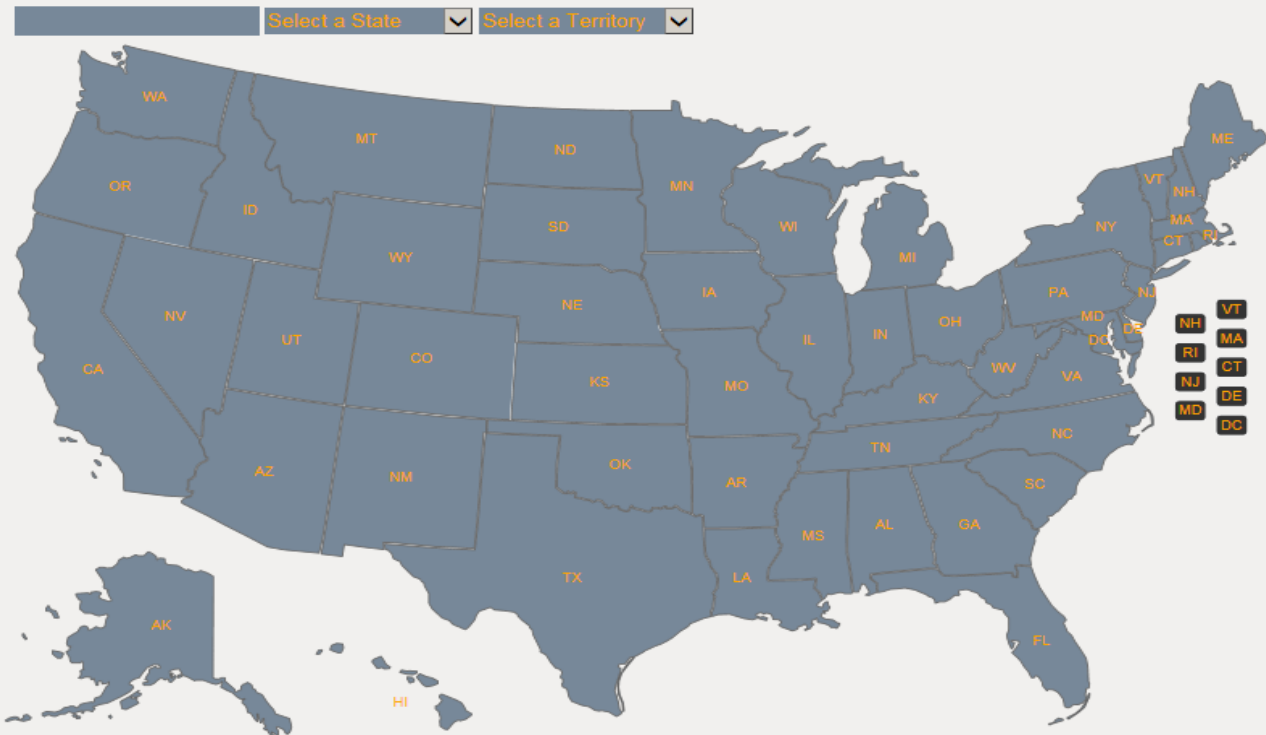 Select a State Select a Territory
WA
MT
ND
ME
OR
ID
MN
VT
NH
SD
WI
NY
MA
RI
CT
WY
MI
NE
IA
PA
NJ
NV
UT
CO
IL
IN
OH
MD
DE
DC
CA
KS
MO
WV
VA
KY
NC
TN
AZ
NM
OK
AR
SC
MS
AL
GA
TX
LA
AK
FL
HI
VT
NH
MA
RI
CT
NJ
DE
MD
DC